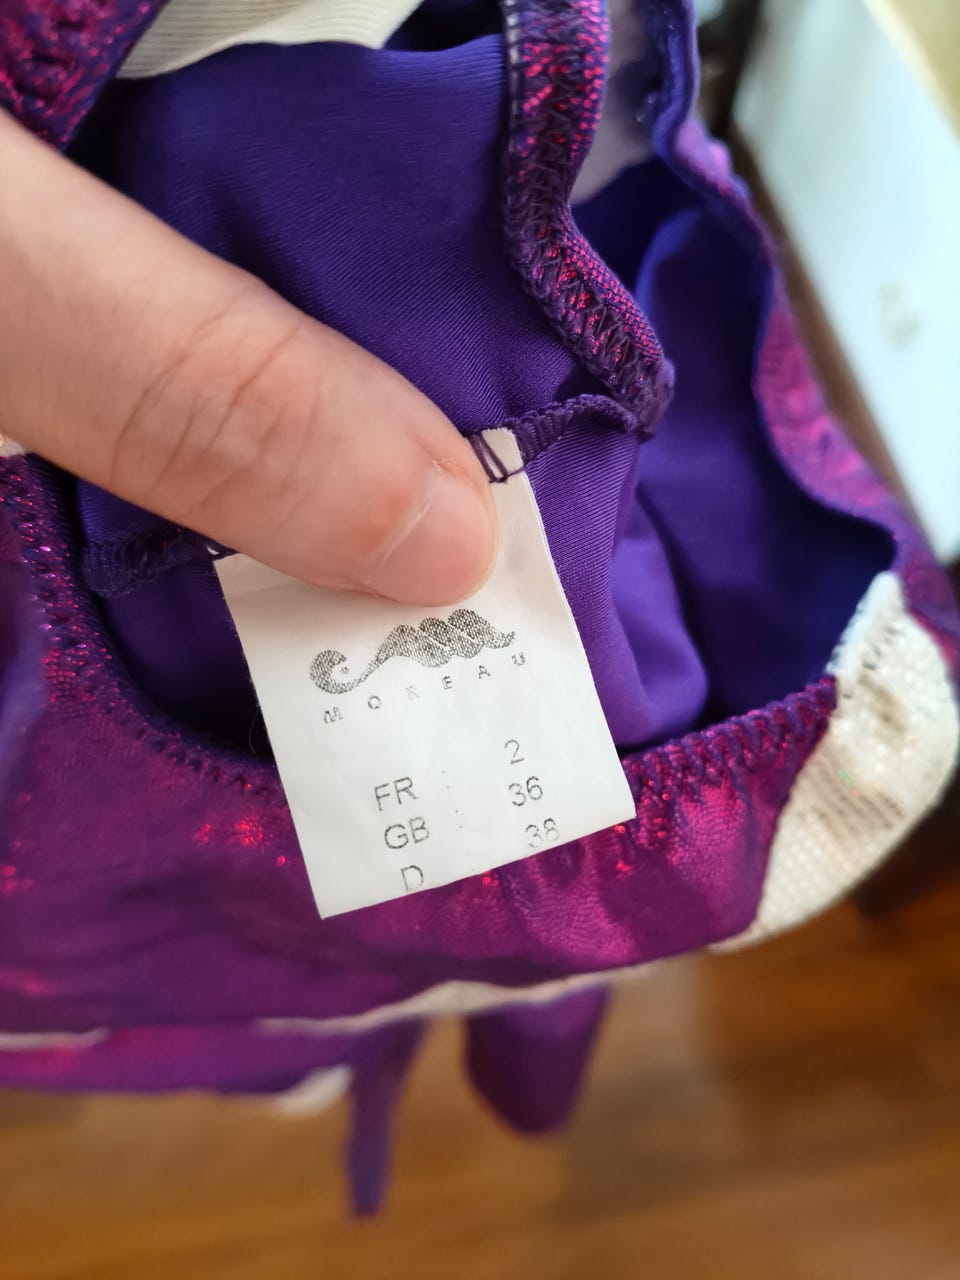 MONEAU
FR : 2
GB : 36
D 38